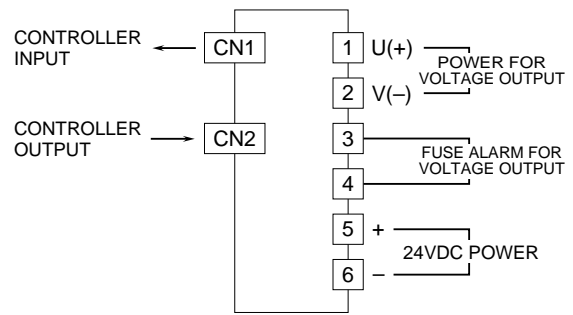 CONTROLLER
INPUT
CN1
CONTROLLER
OUTPUT
CN2
1 U(+)
2 V(–)
POWER FOR
VOLTAGE OUTPUT
3
4
FUSE ALARM FOR
VOLTAGE OUTPUT
5 +
6 –
24VDC POWER